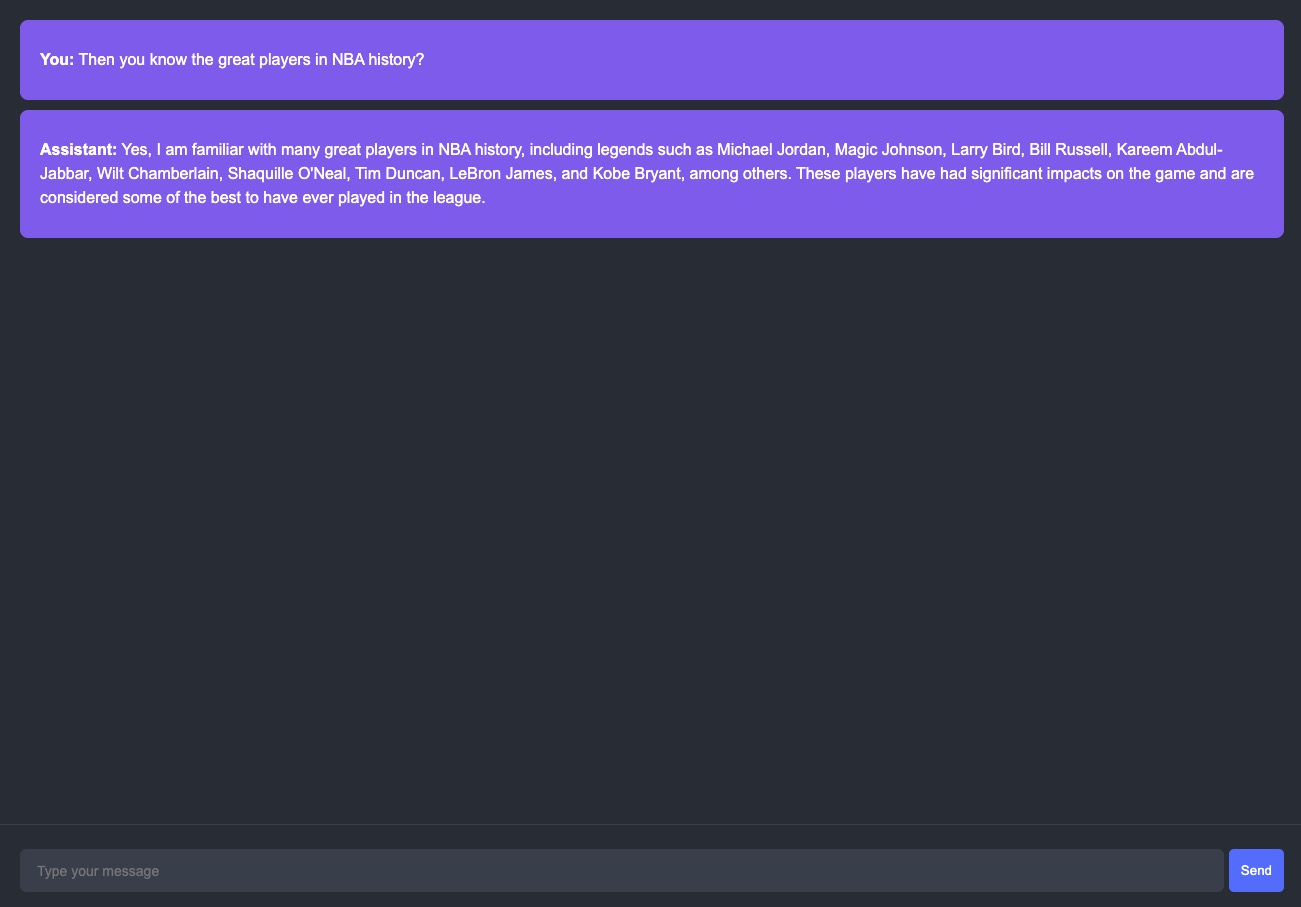 You: Then you know the great players in NBA history?
Assistant: Yes, I am familiar with many great players in NBA history, including legends such as Michael Jordan, Magic Johnson, Larry Bird, Bill Russell, Kareem Abdul-
Jabbar, Wilt Chamberlain, Shaquille O'Neal, Tim Duncan, LeBron James, and Kobe Bryant, among others. These players have had significant impacts on the game and are
considered some of the best to have ever played in the league.
Type your message
Send